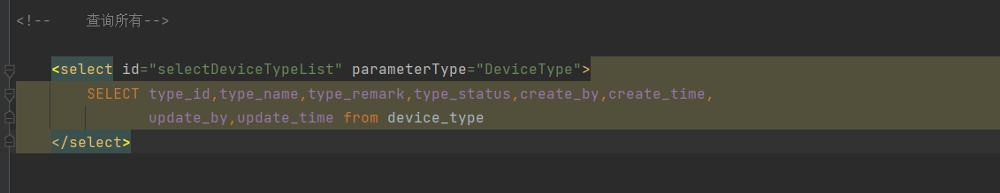 <!--    查询所有-->
<select id="selectDeviceTypeList" parameterType="DeviceType">
SELECT type_id,type_name,type_remark,type_status,create_by,create_time,
update_by,update_time from device_type
</select>